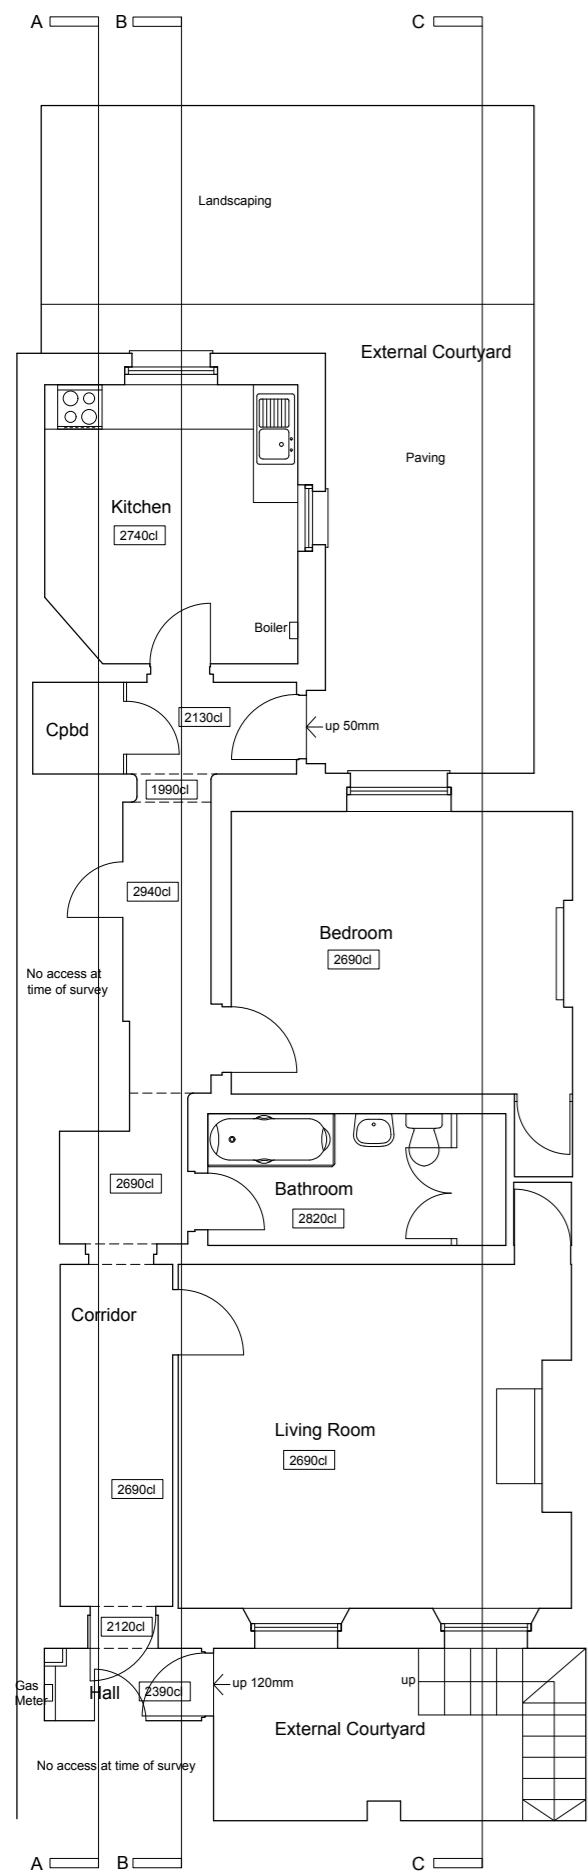 A
B
C
Landscaping
External Courtyard
Paving
Kitchen
2740cl
Boiler
Cpbd
2130cl
up 50mm
1990cl
2940cl
Bedroom
2690cl
No access at
time of survey
2690cl
Bathroom
2820cl
Corridor
Living Room
2690cl
2690cl
2120cl
Gas
Meter
Hall
2390cl
up 120mm
up
External Courtyard
No access at time of survey
A
B
C